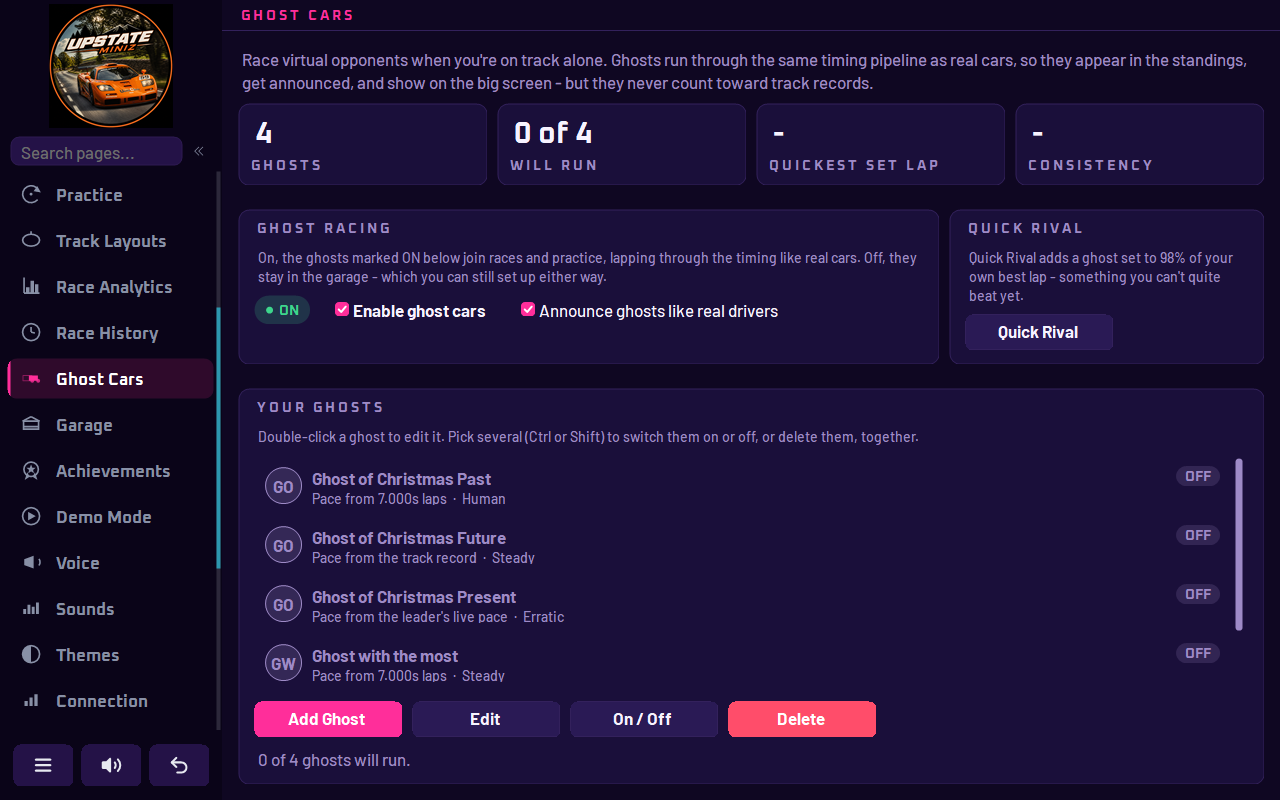 UPSTATE
MINIZ
Search pages...
«
Practice
Track Layouts
Race Analytics
Race History
Ghost Cars
Garage
Achievements
Demo Mode
Voice
Sounds
Themes
Connection
GHOST CARS
Race virtual opponents when you're on track alone. Ghosts run through the same timing pipeline as real cars, so they appear in the standings,
get announced, and show on the big screen - but they never count toward track records.
4
GHOSTS
0 of 4
WILL RUN
-
QUICKEST SET LAP
-
CONSISTENCY
GHOST RACING
On, the ghosts marked ON below join races and practice, lapping through the timing like real cars. Off, they
stay in the garage - which you can still set up either way.
ON
Enable ghost cars
Announce ghosts like real drivers
QUICK RIVAL
Quick Rival adds a ghost set to 98% of your
own best lap - something you can't quite
beat yet.
Quick Rival
YOUR GHOSTS
Double-click a ghost to edit it. Pick several (Ctrl or Shift) to switch them on or off, or delete them, together.
GO
Ghost of Christmas Past
Pace from 7.000s laps · Human
OFF
GO
Ghost of Christmas Future
Pace from the track record · Steady
OFF
GO
Ghost of Christmas Present
Pace from the leader's live pace · Erratic
OFF
GW
Ghost with the most
Pace from 7.000s laps · Steady
OFF
Add Ghost
Edit
On / Off
Delete
0 of 4 ghosts will run.